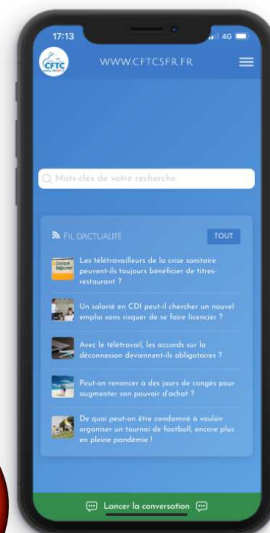 17:13
4G
CFTC
WWW.CFTCSFR.FR
Mots-clés de votre recherche
FIL D'ACTUALITÉ
TOUT
Les télétravailleurs de la crise sanitaire
peuvent-ils toujours bénéficier de titres-
restaurant ?
Un salarié en CDI peut-il chercher un nouvel
emploi sans risquer de se faire licencier ?
Avec le télétravail, les accords sur la
déconnexion deviennent-ils obligatoires ?
Peut-on renoncer à des jours de congés pour
augmenter son pouvoir d'achat ?
De quoi peut-on être condamné à vouloir
organiser un tournoi de football, encore plus
en pleine pandémie !
Lancer la conversation